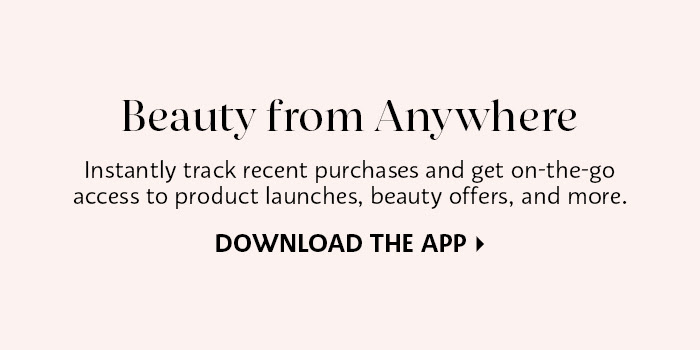 Beauty from Anywhere
Instantly track recent purchases and get on-the-go
access to product launches, beauty offers, and more.
DOWNLOAD THE APP